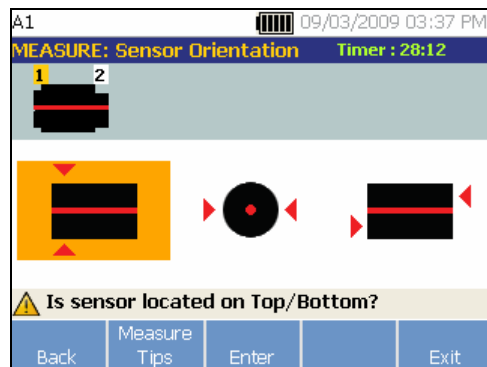 A1 09/03/2009 03:37 PM
MEASURE: Sensor Orientation Timer : 28:12
1 2
Is sensor located on Top/Bottom?
Back Measure Tips Enter Exit